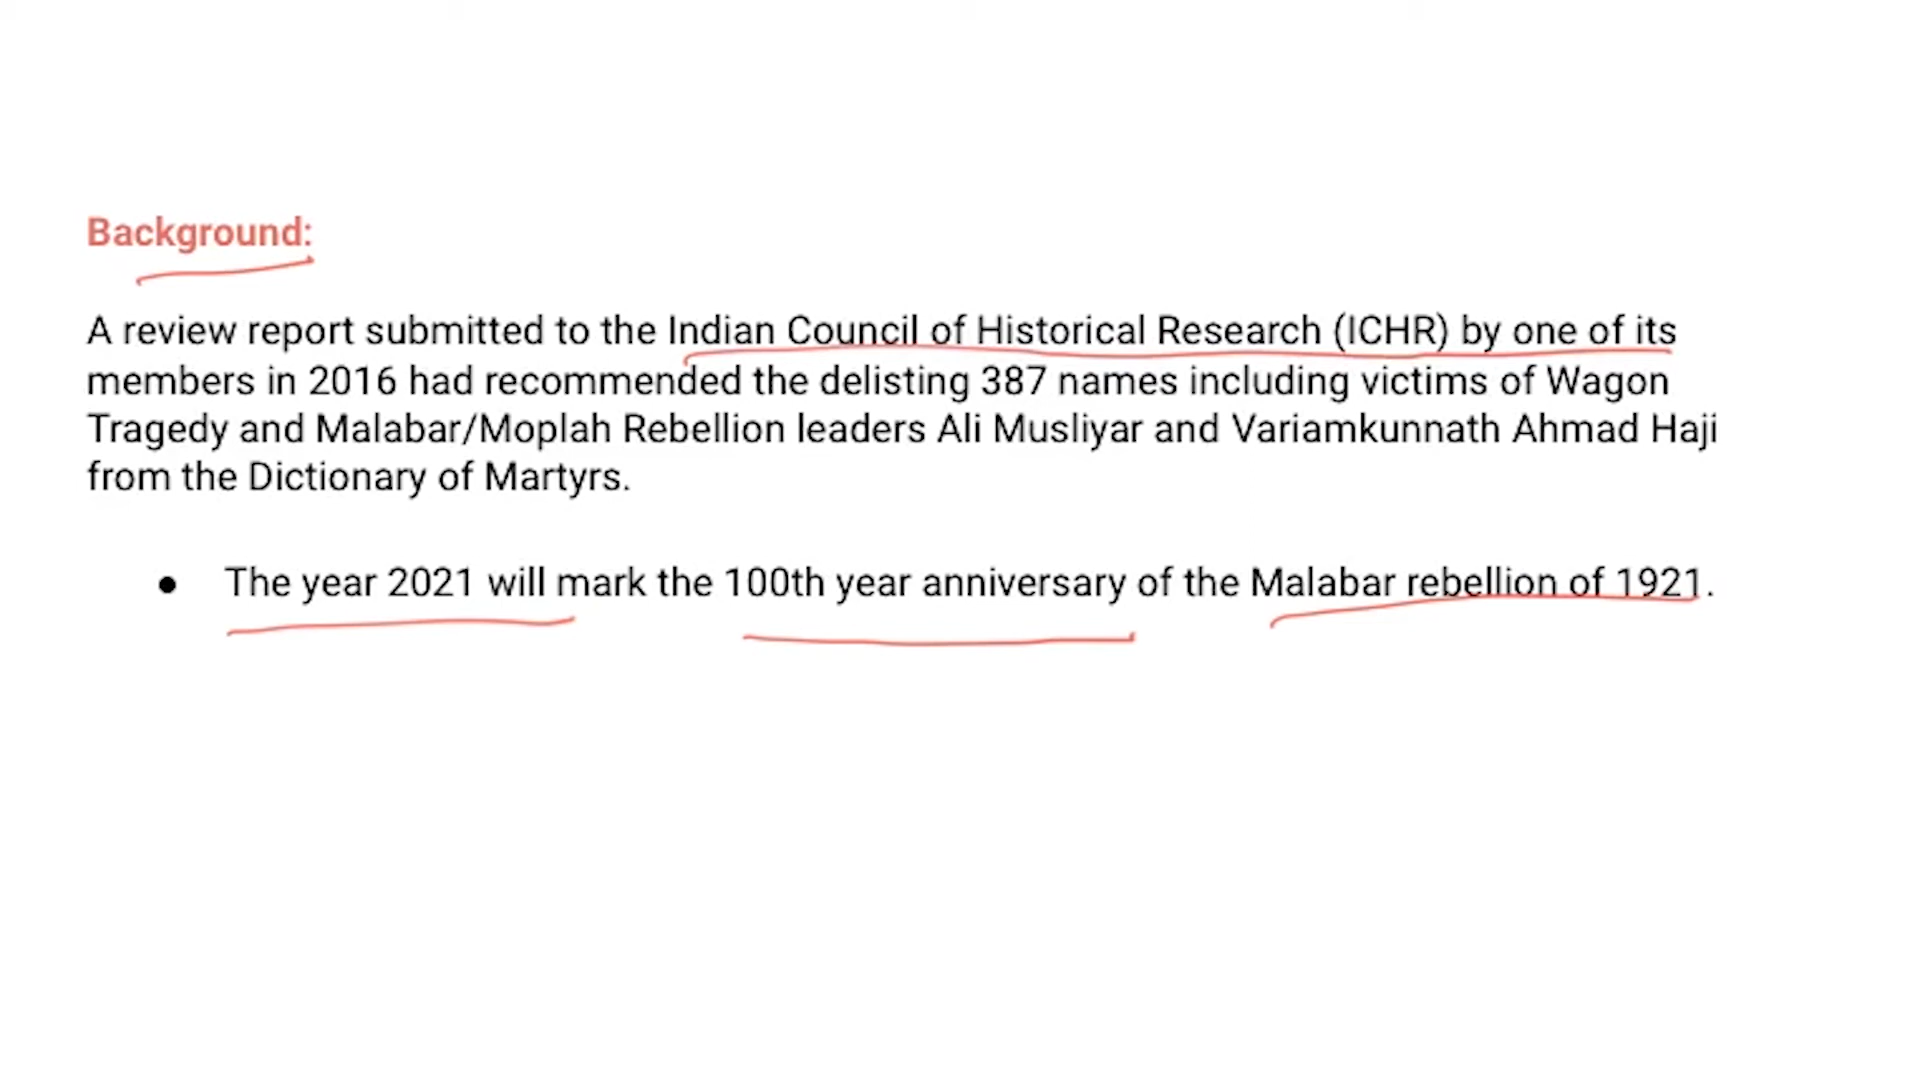 Background:
A review report submitted to the Indian Council of Historical Research (ICHR) by one of its
members in 2016 had recommended the delisting 387 names including victims of Wagon
Tragedy and Malabar/Moplah Rebellion leaders Ali Musliyar and Variamkunnath Ahmad Haji
from the Dictionary of Martyrs.
● The year 2021 will mark the 100th year anniversary of the Malabar rebellion of 1921.